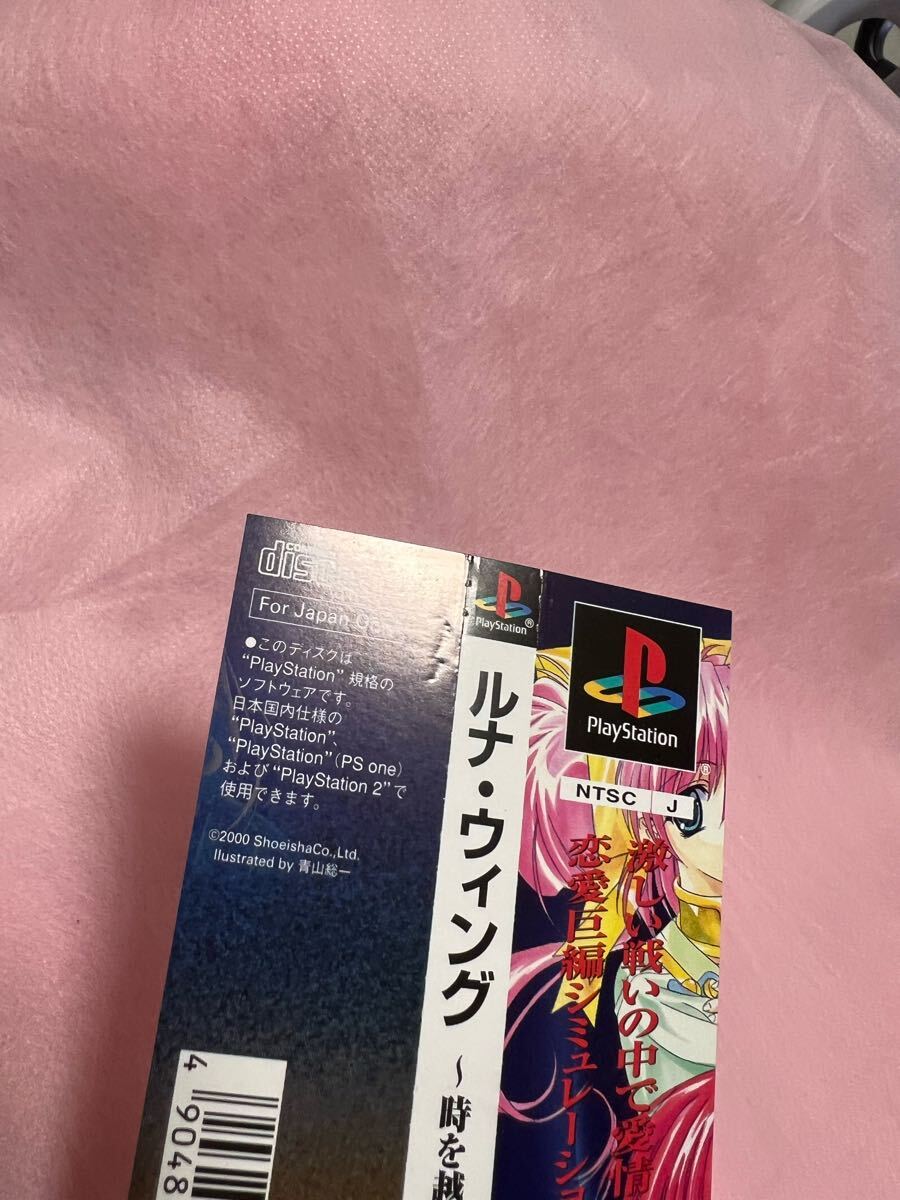 disc
For Japan
●このディスクは
“PlayStation” 規格の
ソフトウェアです。
日本国内仕様の
“PlayStation”、
“PlayStation”(PS one)
および“PlayStation 2”で
使用できます。
©2000 ShoeishaCo.,Ltd.
Ilustrated by 青山総一
4 9048
PlayStation®
ルナ・ウィング ～時を越
PlayStation
®
NTSC J
激しい戦いの中で愛情
恋愛巨編シミュレーショ